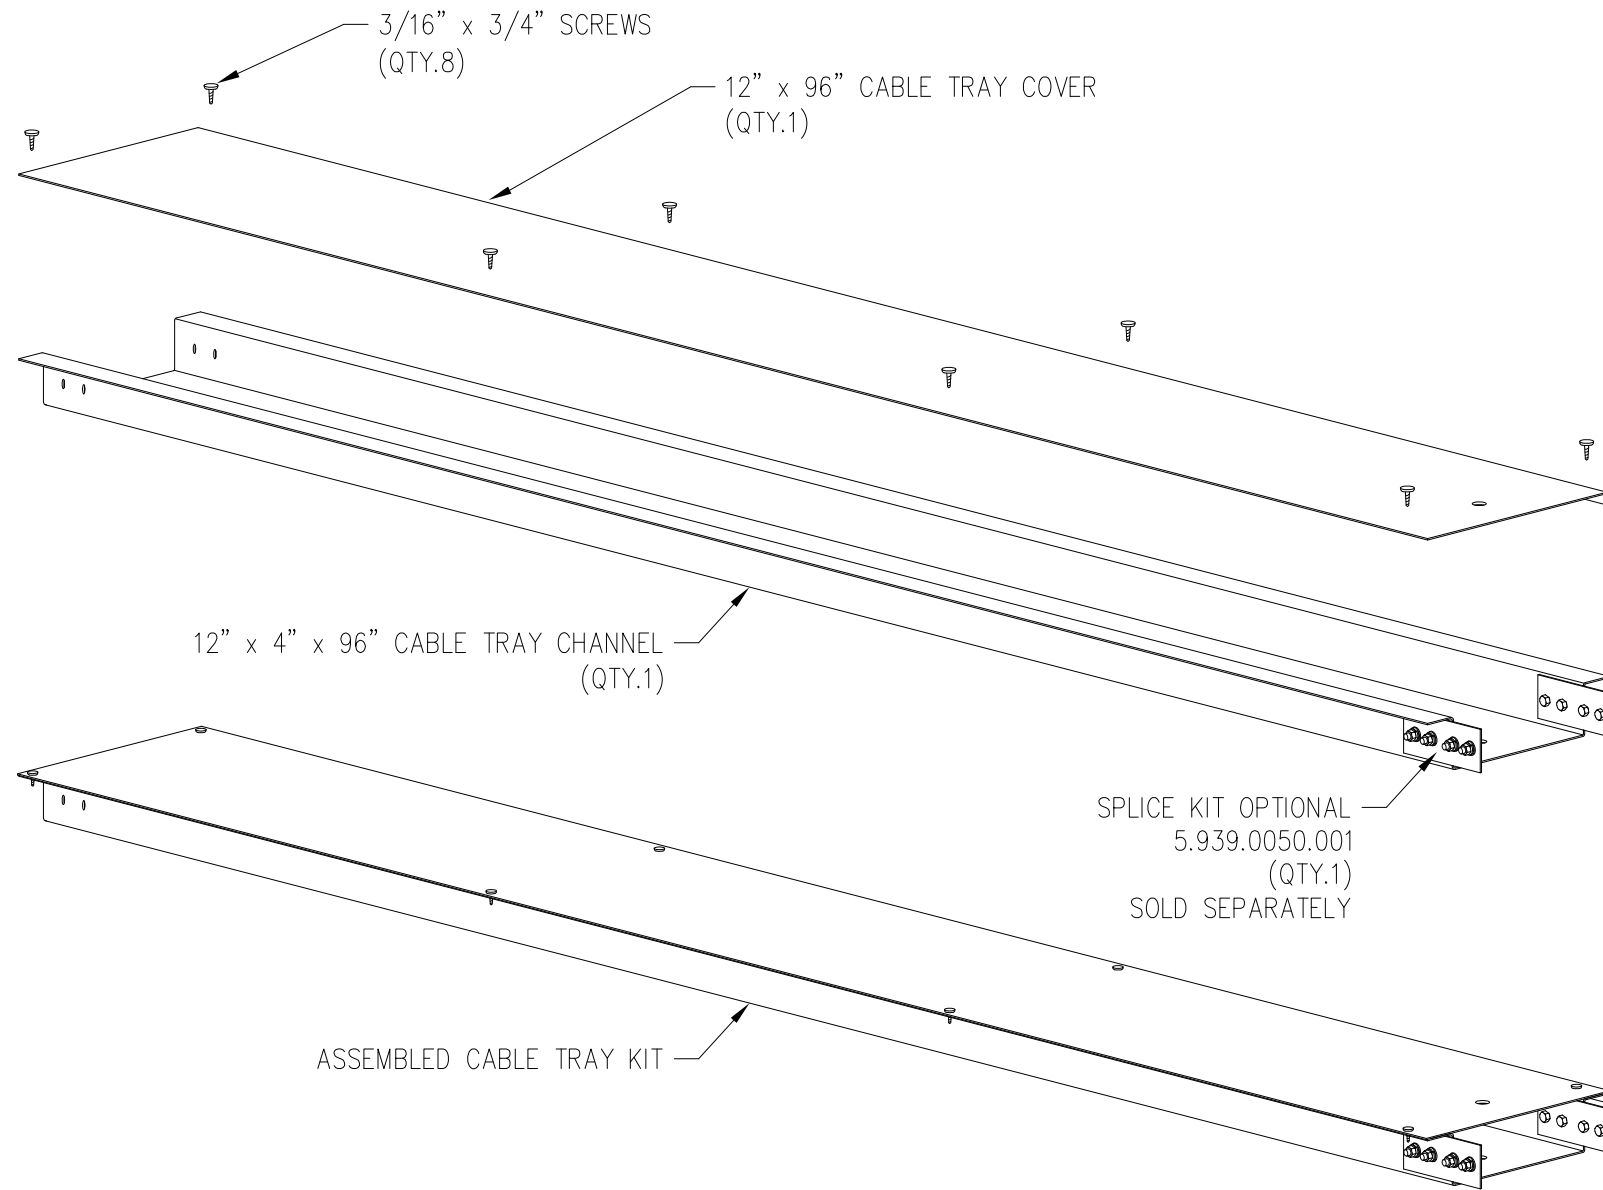 3/16” x 3/4” SCREWS
(QTY.8)
12” x 96” CABLE TRAY COVER
(QTY.1)
12” x 4” x 96” CABLE TRAY CHANNEL
(QTY.1)
SPLICE KIT OPTIONAL
5.939.0050.001
(QTY.1)
SOLD SEPARATELY
ASSEMBLED CABLE TRAY KIT